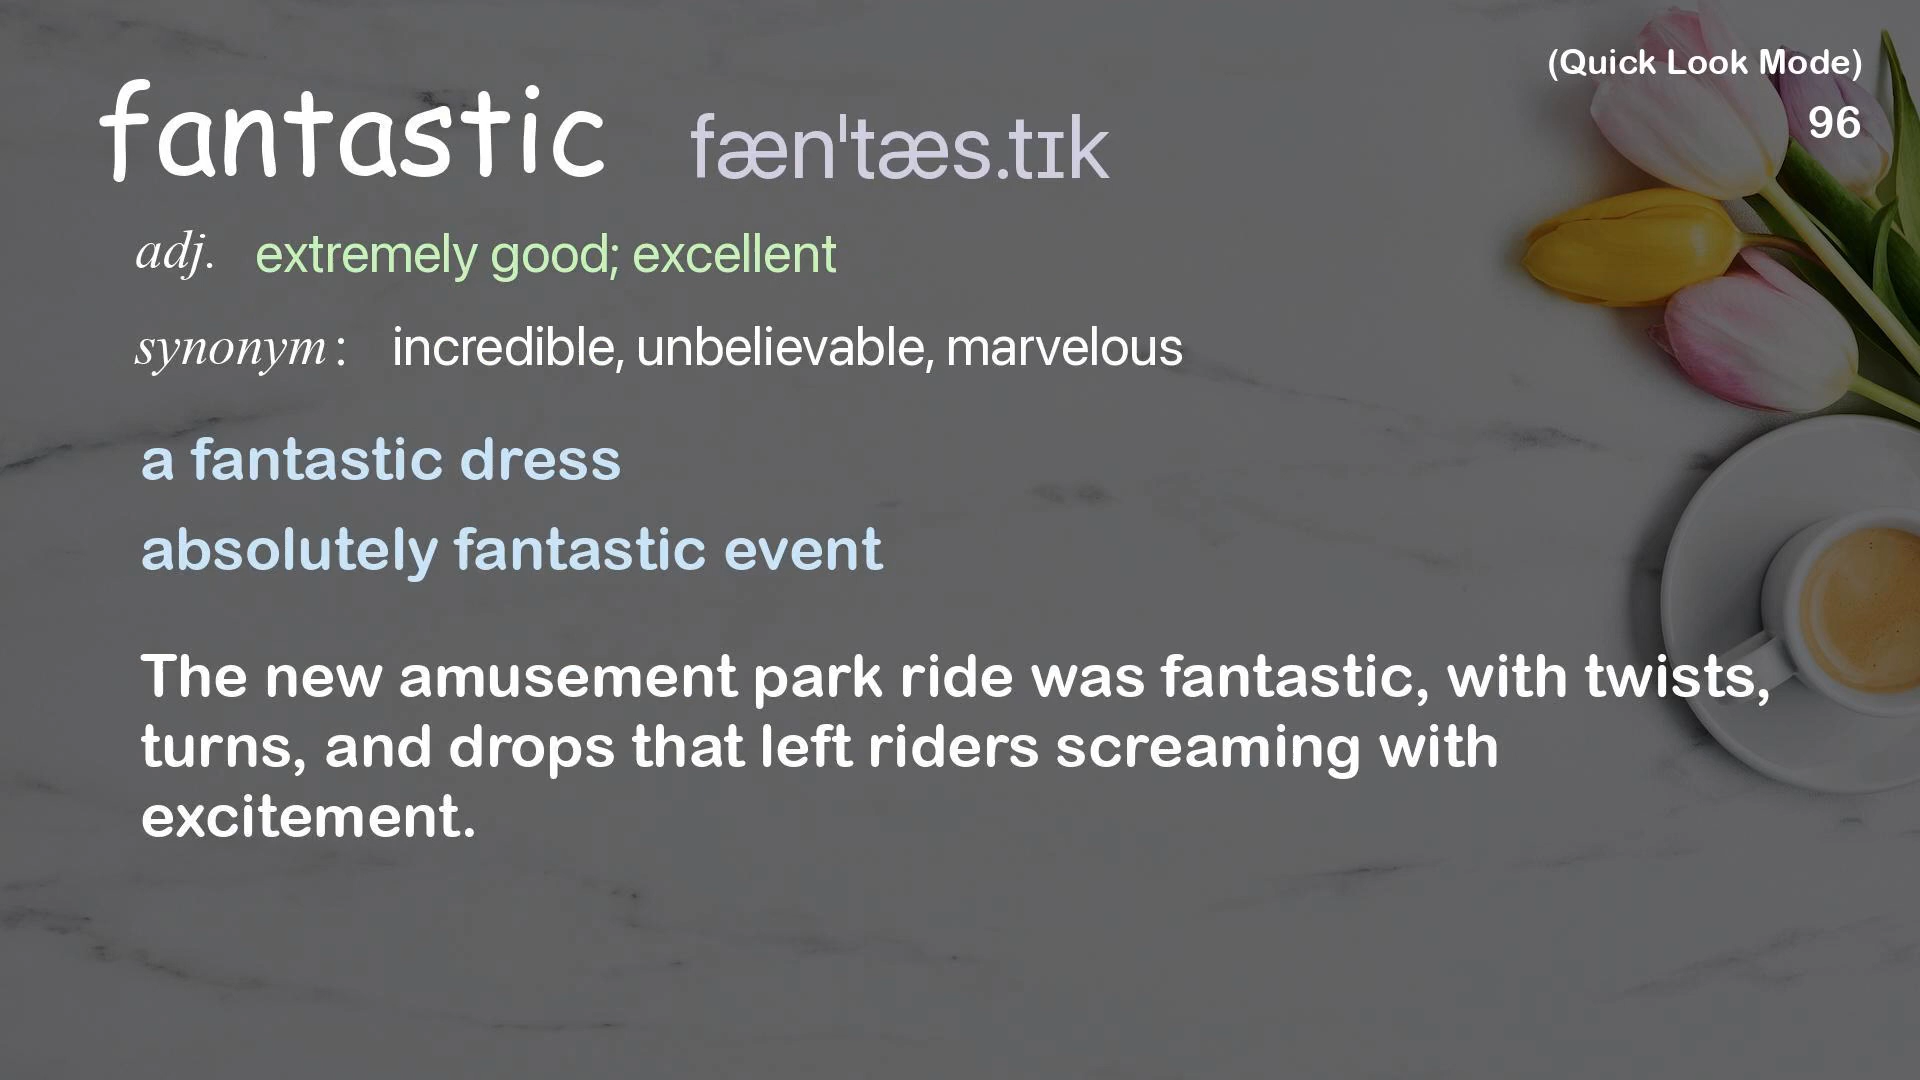 (Quick Look Mode)
fantastic fæn'tæs.tɪk
96
adj. extremely good; excellent
synonym: incredible, unbelievable, marvelous
a fantastic dress
absolutely fantastic event
The new amusement park ride was fantastic, with twists,
turns, and drops that left riders screaming with
excitement.